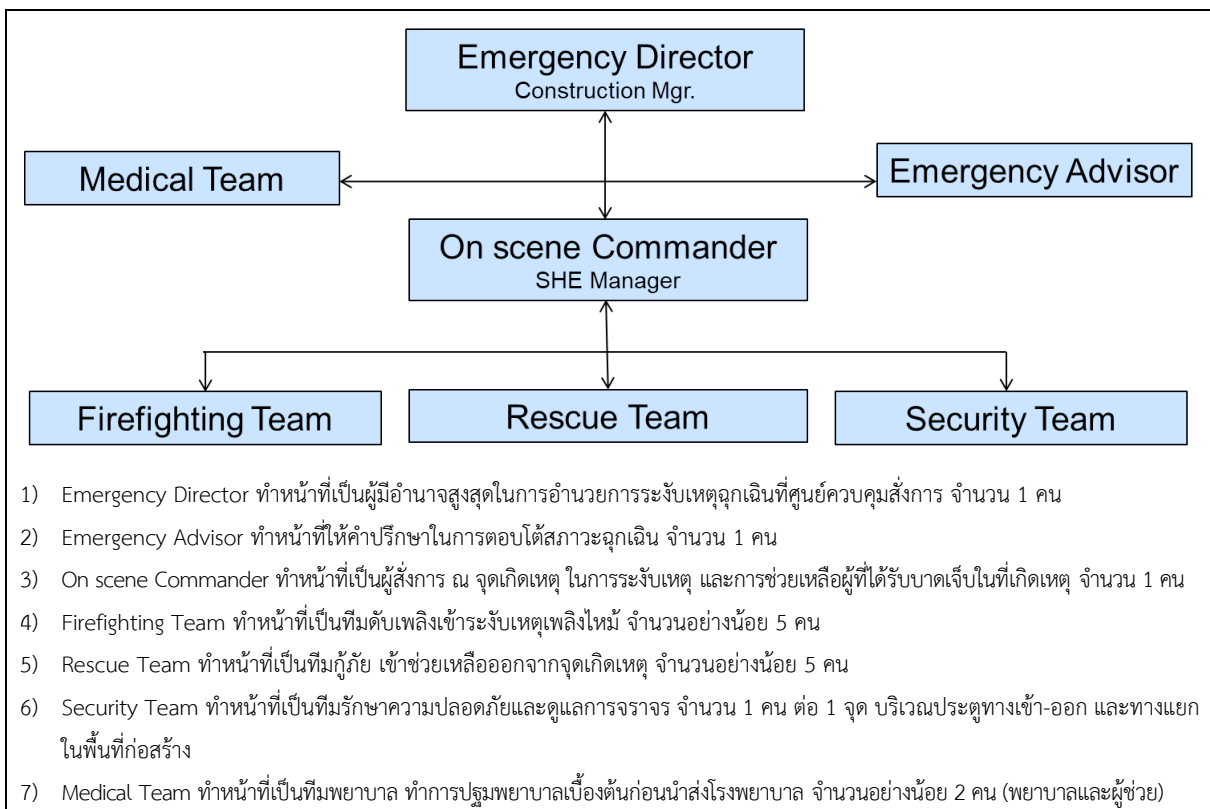 Emergency Director
Construction Mgr.
Medical Team
Emergency Advisor
On scene Commander
SHE Manager
Firefighting Team
Rescue Team
Security Team
1) Emergency Director ทำหน้าที่เป็นผู้มีอำนาจสูงสุดในการอำนวยการระงับเหตุฉุกเฉินที่ศูนย์ควบคุมสั่งการ จำนวน 1 คน
2) Emergency Advisor ทำหน้าที่ให้คำปรึกษาในการตอบโต้สภาวะฉุกเฉิน จำนวน 1 คน
3) On scene Commander ทำหน้าที่เป็นผู้สั่งการ ณ จุดเกิดเหตุ ในการระงับเหตุ และการช่วยเหลือผู้ที่ได้รับบาดเจ็บในที่เกิดเหตุ จำนวน 1 คน
4) Firefighting Team ทำหน้าที่เป็นทีมดับเพลิงเข้าระงับเหตุเพลิงไหม้ จำนวนอย่างน้อย 5 คน
5) Rescue Team ทำหน้าที่เป็นทีมกู้ภัย เข้าช่วยเหลือออกจากจุดเกิดเหตุ จำนวนอย่างน้อย 5 คน
6) Security Team ทำหน้าที่เป็นทีมรักษาความปลอดภัยและดูแลการจราจร จำนวน 1 คน ต่อ 1 จุด บริเวณประตูทางเข้า-ออก และทางแยก
ในพื้นที่ก่อสร้าง
7) Medical Team ทำหน้าที่เป็นทีมพยาบาล ทำการปฐมพยาบาลเบื้องต้นก่อนนำส่งโรงพยาบาล จำนวนอย่างน้อย 2 คน (พยาบาลและผู้ช่วย)